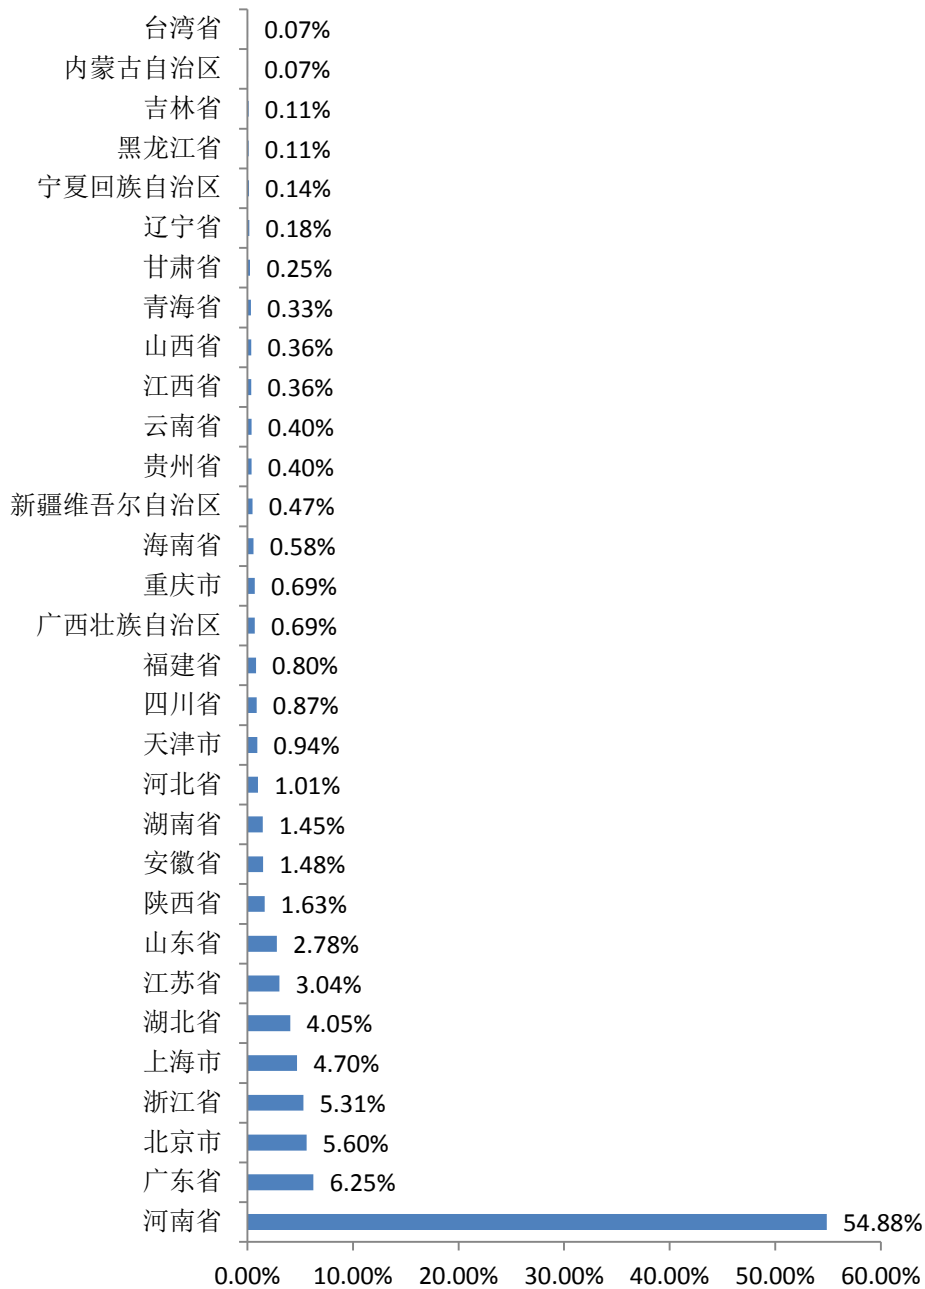 台湾省 0.07%
内蒙古自治区 0.07%
吉林省 0.11%
黑龙江省 0.11%
宁夏回族自治区 0.14%
辽宁省 0.18%
甘肃省 0.25%
青海省 0.33%
山西省 0.36%
江西省 0.36%
云南省 0.40%
贵州省 0.40%
新疆维吾尔自治区 0.47%
海南省 0.58%
重庆市 0.69%
广西壮族自治区 0.69%
福建省 0.80%
四川省 0.87%
天津市 0.94%
河北省 1.01%
湖南省 1.45%
安徽省 1.48%
陕西省 1.63%
山东省 2.78%
江苏省 3.04%
湖北省 4.05%
上海市 4.70%
浙江省 5.31%
北京市 5.60%
广东省 6.25%
河南省 54.88%
0.00% 10.00% 20.00% 30.00% 40.00% 50.00% 60.00%